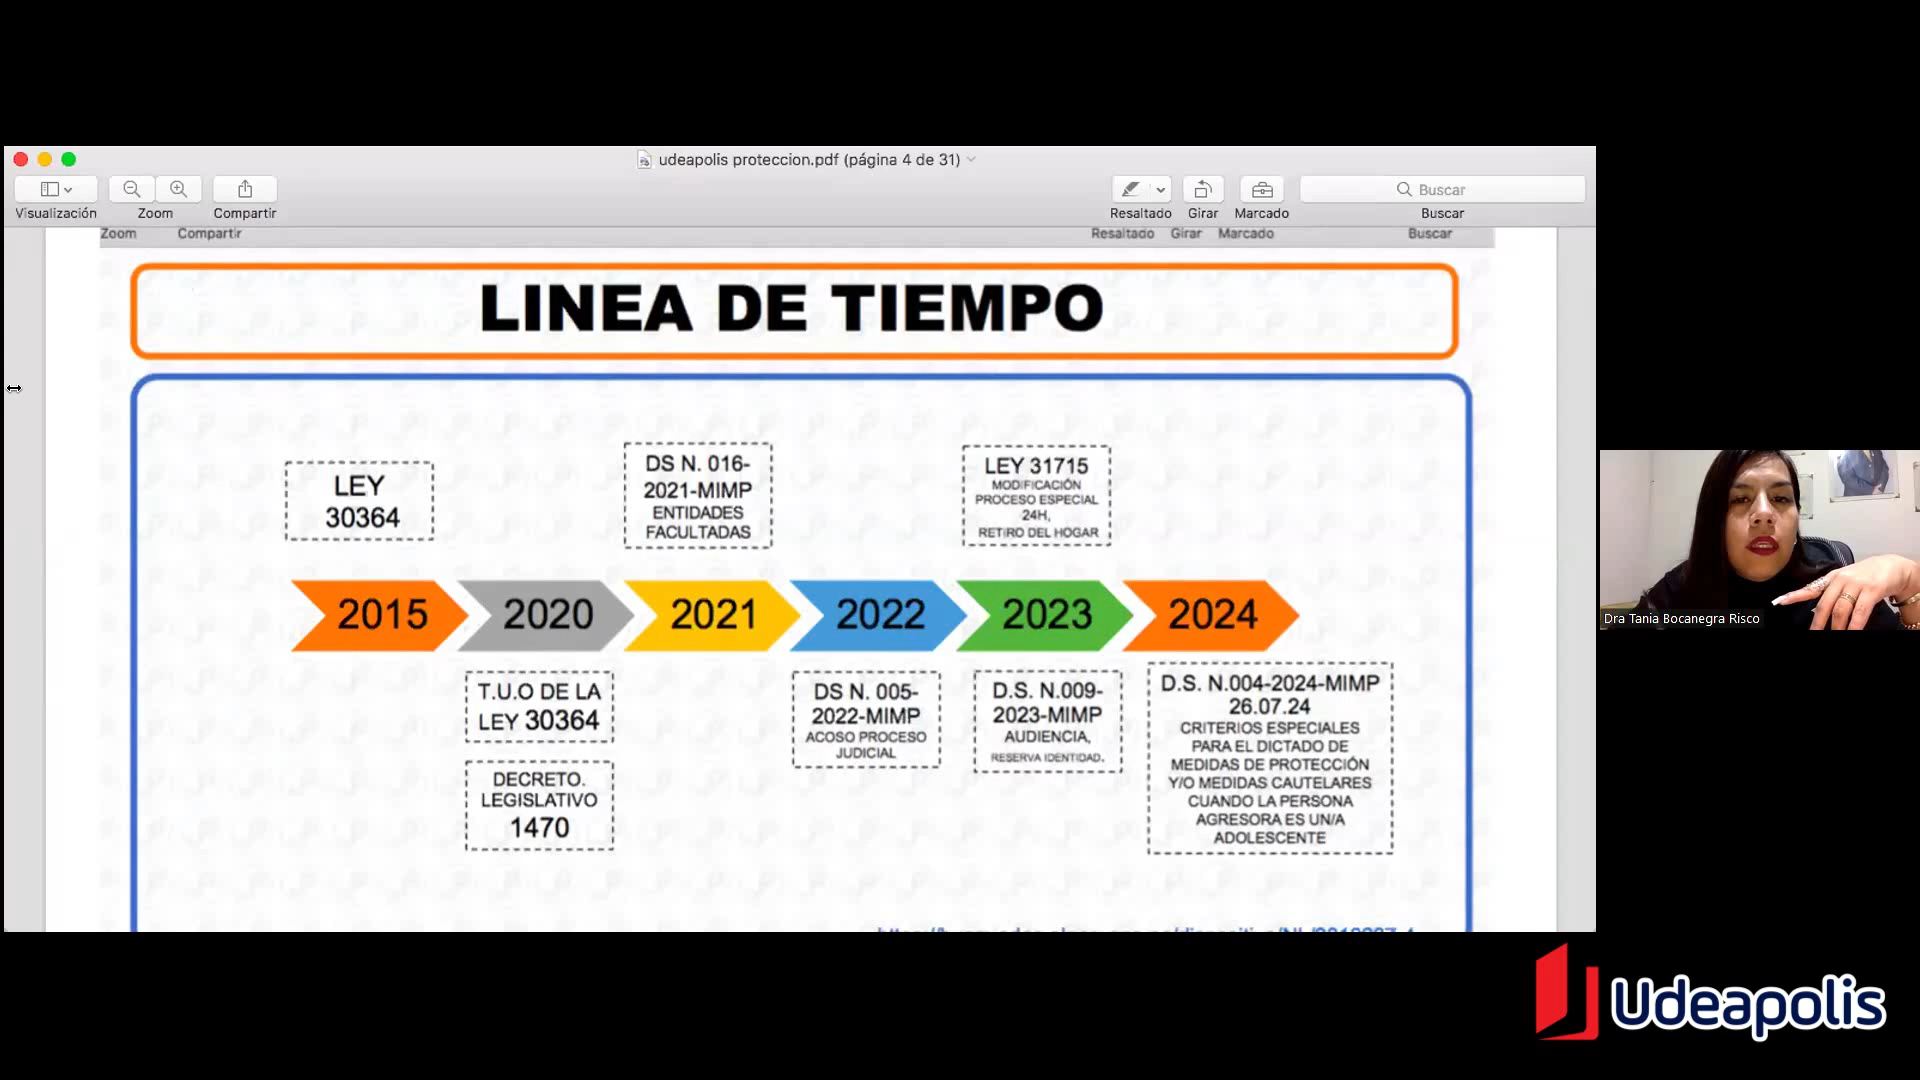 udeapolis proteccion.pdf (página 4 de 31)
Buscar
Visualización
Zoom
Compartir
Resaltado
Girar
Marcado
Buscar
Zoom
Compartir
Resaltado
Girar
Marcado
Buscar
LINEA DE TIEMPO
LEY
30364
DS N. 016-
2021-MIMP
ENTIDADES
FACULTADAS
LEY 31715
MODIFICACIÓN
PROCESO ESPECIAL
24H,
RETIRO DEL HOGAR
2015
2020
2021
2022
2023
2024
T.U.O DE LA
LEY 30364
DECRETO.
LEGISLATIVO
1470
DS N. 005-
2022-MIMP
ACOSO PROCESO
JUDICIAL
D.S. N.009-
2023-MIMP
AUDIENCIA,
RESERVA IDENTIDAD.
D.S. N.004-2024-MIMP
26.07.24
CRITERIOS ESPECIALES
PARA EL DICTADO DE
MEDIDAS DE PROTECCIÓN
Y/O MEDIDAS CAUTELARES
CUANDO LA PERSONA
AGRESORA ES UN/A
ADOLESCENTE
Dra Tania Bocanegra Risco
Udeapolis